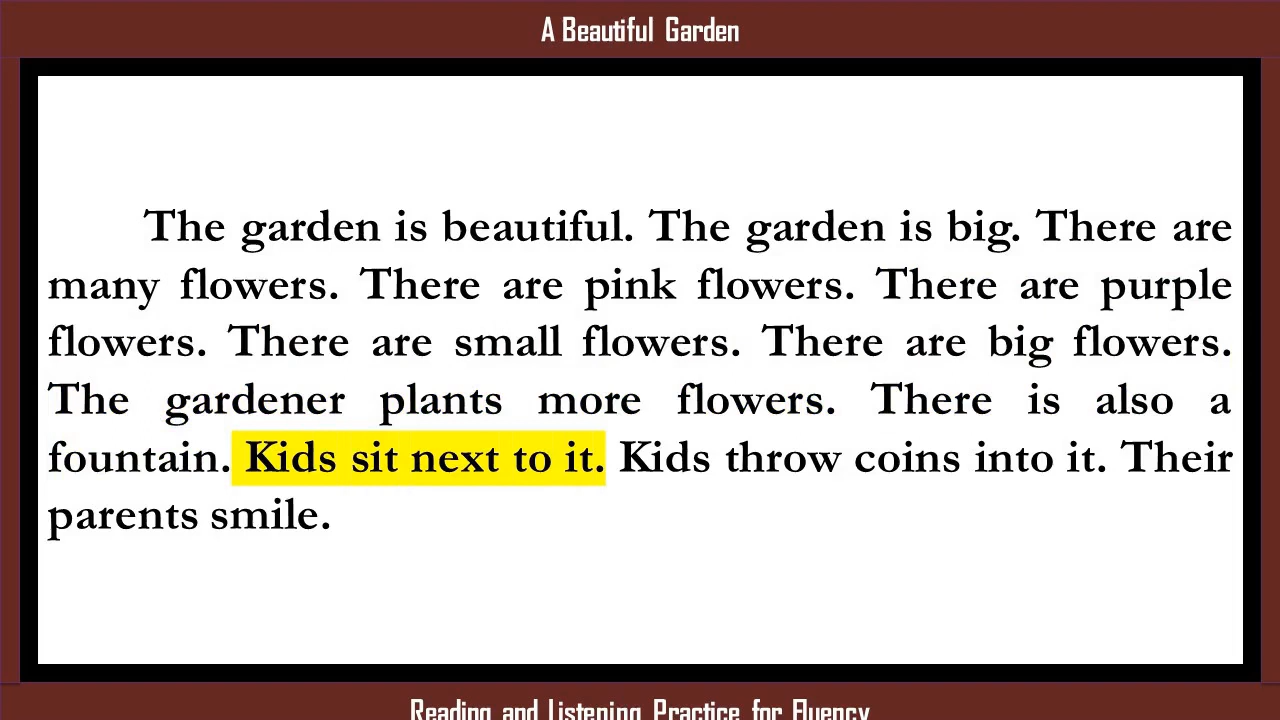 A Beautiful Garden
The garden is beautiful. The garden is big. There are
many flowers. There are pink flowers. There are purple
flowers. There are small flowers. There are big flowers.
The gardener plants more flowers. There is also a
fountain. Kids sit next to it. Kids throw coins into it. Their
parents smile.
Reading and Listening Practice for Fluency